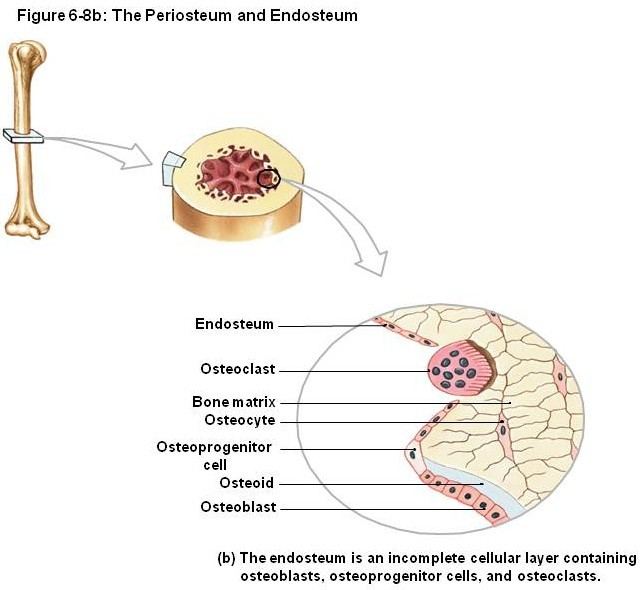 Figure 6-8b: The Periosteum and Endosteum
Endosteum
Osteoclast
Bone matrix
Osteocyte
Osteoprogenitor
cell
Osteoid
Osteoblast
(b) The endosteum is an incomplete cellular layer containing
osteoblasts, osteoprogenitor cells, and osteoclasts.